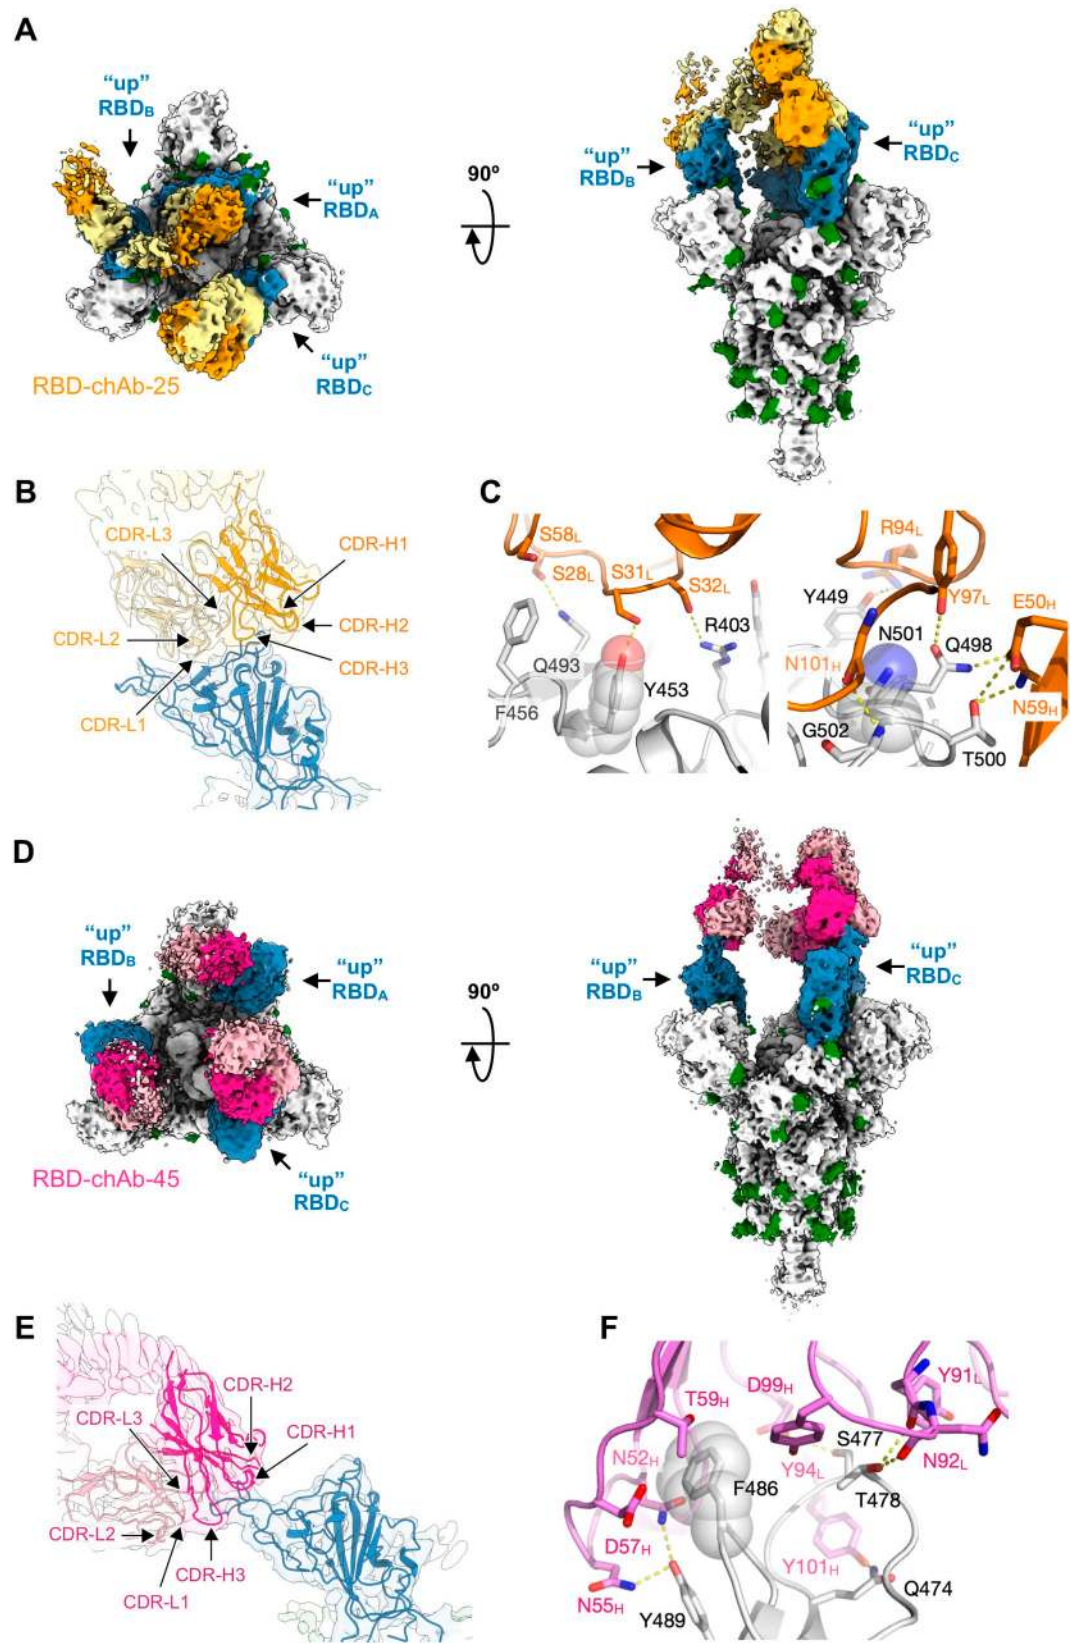 A
“up”
RBDB
“up”
RBDA
“up”
RBDC
RBD-chAb-25
90º
“up”
RBDB
“up”
RBDC
B
CDR-L3
CDR-H1
CDR-L2
CDR-H2
CDR-H3
CDR-L1
C
S58L
S28L
S31L
S32L
R403
Q493
Y453
F456
R94L
Y449
Y97L
E50H
N501
Q498
N101H
N59H
G502
T500
D
“up”
RBDB
“up”
RBDA
“up”
RBDC
RBD-chAb-45
90º
“up”
RBDB
“up”
RBDC
E
CDR-H2
CDR-L3
CDR-H1
CDR-L2
CDR-H3
CDR-L1
F
T59H
D99H
Y91L
S477
N52H
F486
Y94L
N92L
T478
D57H
Y101H
N55H
Q474
Y489